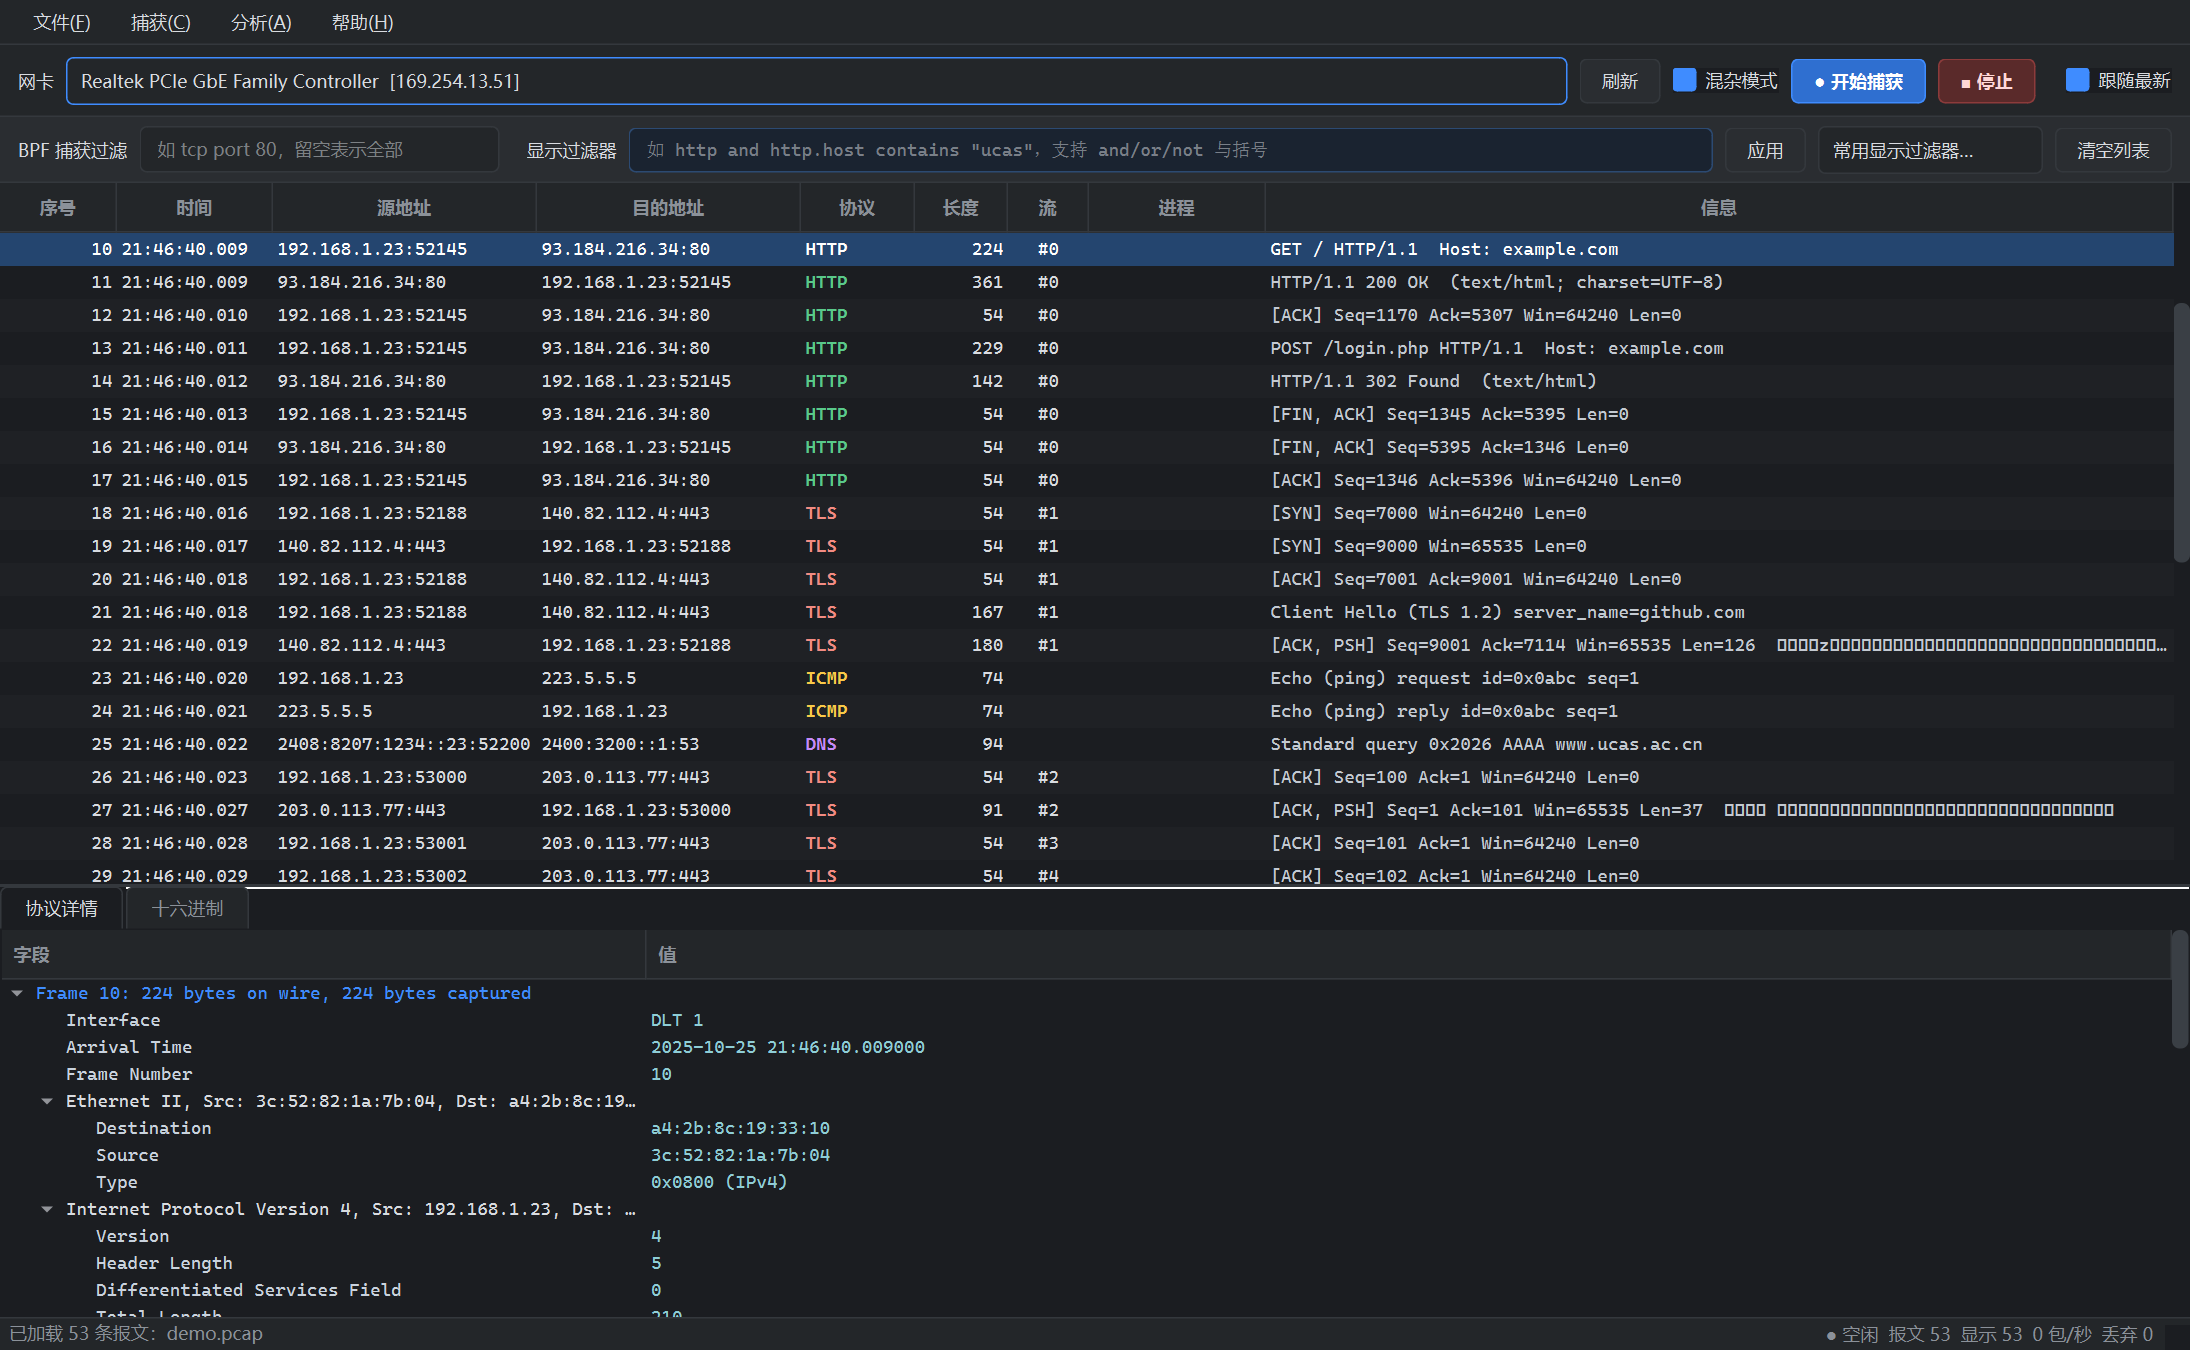 文件(F) 捕获(C) 分析(A) 帮助(H)
网卡 Realtek PCIe GbE Family Controller [169.254.13.51] 刷新 混杂模式 ● 开始捕获 ■ 停止 跟随最新
BPF 捕获过滤 如 tcp port 80，留空表示全部 显示过滤器 如 http and http.host contains "ucas"，支持 and/or/not 与括号 应用 常用显示过滤器... 清空列表
序号 时间 源地址 目的地址 协议 长度 流 进程 信息
10 21:46:40.009 192.168.1.23:52145 93.184.216.34:80 HTTP 224 #0 GET / HTTP/1.1 Host: example.com
11 21:46:40.009 93.184.216.34:80 192.168.1.23:52145 HTTP 361 #0 HTTP/1.1 200 OK (text/html; charset=UTF-8)
12 21:46:40.010 192.168.1.23:52145 93.184.216.34:80 HTTP 54 #0 [ACK] Seq=1170 Ack=5307 Win=64240 Len=0
13 21:46:40.011 192.168.1.23:52145 93.184.216.34:80 HTTP 229 #0 POST /login.php HTTP/1.1 Host: example.com
14 21:46:40.012 93.184.216.34:80 192.168.1.23:52145 HTTP 142 #0 HTTP/1.1 302 Found (text/html)
15 21:46:40.013 192.168.1.23:52145 93.184.216.34:80 HTTP 54 #0 [FIN, ACK] Seq=1345 Ack=5395 Len=0
16 21:46:40.014 93.184.216.34:80 192.168.1.23:52145 HTTP 54 #0 [FIN, ACK] Seq=5395 Ack=1346 Len=0
17 21:46:40.015 192.168.1.23:52145 93.184.216.34:80 HTTP 54 #0 [ACK] Seq=1346 Ack=5396 Win=64240 Len=0
18 21:46:40.016 192.168.1.23:52188 140.82.112.4:443 TLS 54 #1 [SYN] Seq=7000 Win=64240 Len=0
19 21:46:40.017 140.82.112.4:443 192.168.1.23:52188 TLS 54 #1 [SYN] Seq=9000 Win=65535 Len=0
20 21:46:40.018 192.168.1.23:52188 140.82.112.4:443 TLS 54 #1 [ACK] Seq=7001 Ack=9001 Win=64240 Len=0
21 21:46:40.018 192.168.1.23:52188 140.82.112.4:443 TLS 167 #1 Client Hello (TLS 1.2) server_name=github.com
22 21:46:40.019 140.82.112.4:443 192.168.1.23:52188 TLS 180 #1 [ACK, PSH] Seq=9001 Ack=7114 Win=65535 Len=126 z…
23 21:46:40.020 192.168.1.23 223.5.5.5 ICMP 74 Echo (ping) request id=0x0abc seq=1
24 21:46:40.021 223.5.5.5 192.168.1.23 ICMP 74 Echo (ping) reply id=0x0abc seq=1
25 21:46:40.022 2408:8207:1234::23:52200 2400:3200::1:53 DNS 94 Standard query 0x2026 AAAA www.ucas.ac.cn
26 21:46:40.023 192.168.1.23:53000 203.0.113.77:443 TLS 54 #2 [ACK] Seq=100 Ack=1 Win=64240 Len=0
27 21:46:40.027 203.0.113.77:443 192.168.1.23:53000 TLS 91 #2 [ACK, PSH] Seq=1 Ack=101 Win=65535 Len=37
28 21:46:40.028 192.168.1.23:53001 203.0.113.77:443 TLS 54 #3 [ACK] Seq=101 Ack=1 Win=64240 Len=0
29 21:46:40.029 192.168.1.23:53002 203.0.113.77:443 TLS 54 #4 [ACK] Seq=102 Ack=1 Win=64240 Len=0
协议详情 十六进制
字段 值
Frame 10: 224 bytes on wire, 224 bytes captured
Interface DLT 1
Arrival Time 2025-10-25 21:46:40.009000
Frame Number 10
Ethernet II, Src: 3c:52:82:1a:7b:04, Dst: a4:2b:8c:19…
Destination a4:2b:8c:19:33:10
Source 3c:52:82:1a:7b:04
Type 0x0800 (IPv4)
Internet Protocol Version 4, Src: 192.168.1.23, Dst: …
Version 4
Header Length 5
Differentiated Services Field 0
Total Length 210
已加载 53 条报文：demo.pcap ● 空闲 报文 53 显示 53 0 包/秒 丢弃 0